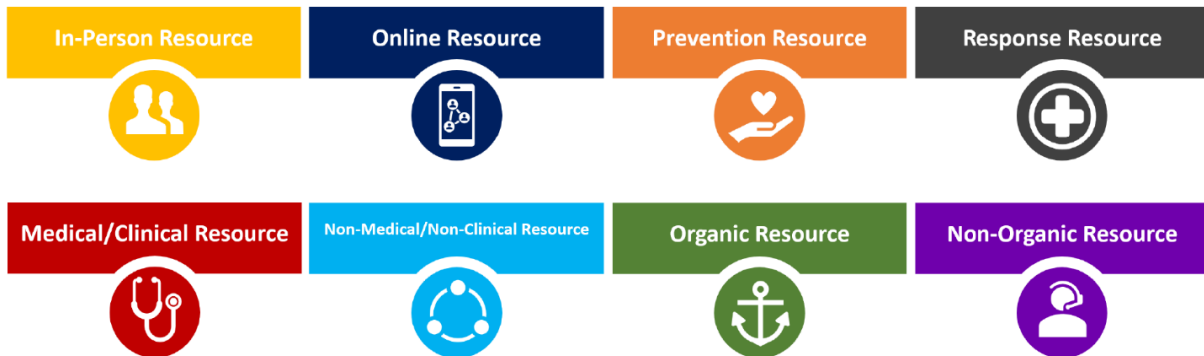 In-Person Resource
Online Resource
Prevention Resource
Response Resource
Medical/Clinical Resource
Non-Medical/Non-Clinical Resource
Organic Resource
Non-Organic Resource